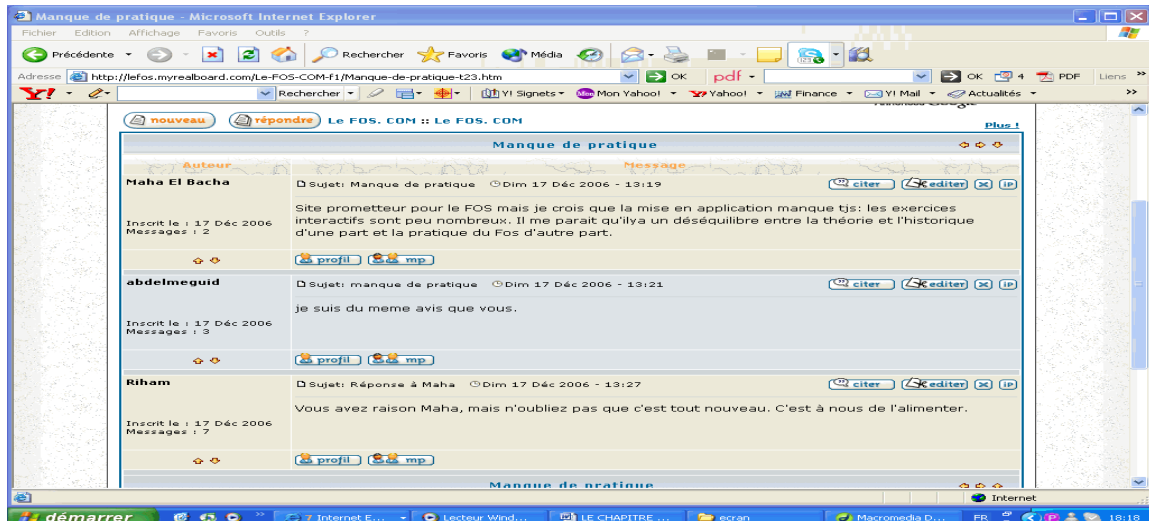 Manque de pratique - Microsoft Internet Explorer
Fichier Edition Affichage Favoris Outils ?
Précédente Rechercher Favoris Média
Adresse http://lefos.myrealboard.com/Le-FOS-COM-f1/Manque-de-pratique-t23.htm OK pdf OK 4 PDF Liens »
Y! Rechercher Y! Signets Mon Yahoo! Yahoo! Finance Y! Mail Actualités »
nouveau répondre Le FOS. COM :: Le FOS. COM
Plus !
Manque de pratique
Auteur Message
Maha El Bacha
Sujet: Manque de pratique Dim 17 Déc 2006 - 13:19 citer editer ip
Site prometteur pour le FOS mais je crois que la mise en application manque tjs: les exercices
interactifs sont peu nombreux. Il me parait qu'ilya un déséquilibre entre la théorie et l'historique
d'une part et la pratique du Fos d'autre part.
Inscrit le : 17 Déc 2006
Messages : 2
profil mp
abdelmeguid
Sujet: manque de pratique Dim 17 Déc 2006 - 13:21 citer editer ip
je suis du meme avis que vous.
Inscrit le : 17 Déc 2006
Messages : 3
profil mp
Riham
Sujet: Réponse à Maha Dim 17 Déc 2006 - 13:27 citer editer ip
Vous avez raison Maha, mais n'oubliez pas que c'est tout nouveau. C'est à nous de l'alimenter.
Inscrit le : 17 Déc 2006
Messages : 7
profil mp
Manque de pratique
Internet
démarrer » 7 Internet E... Lecteur Wind... LE CHAPITRE ... ecran Macromedia D... FR 18:18